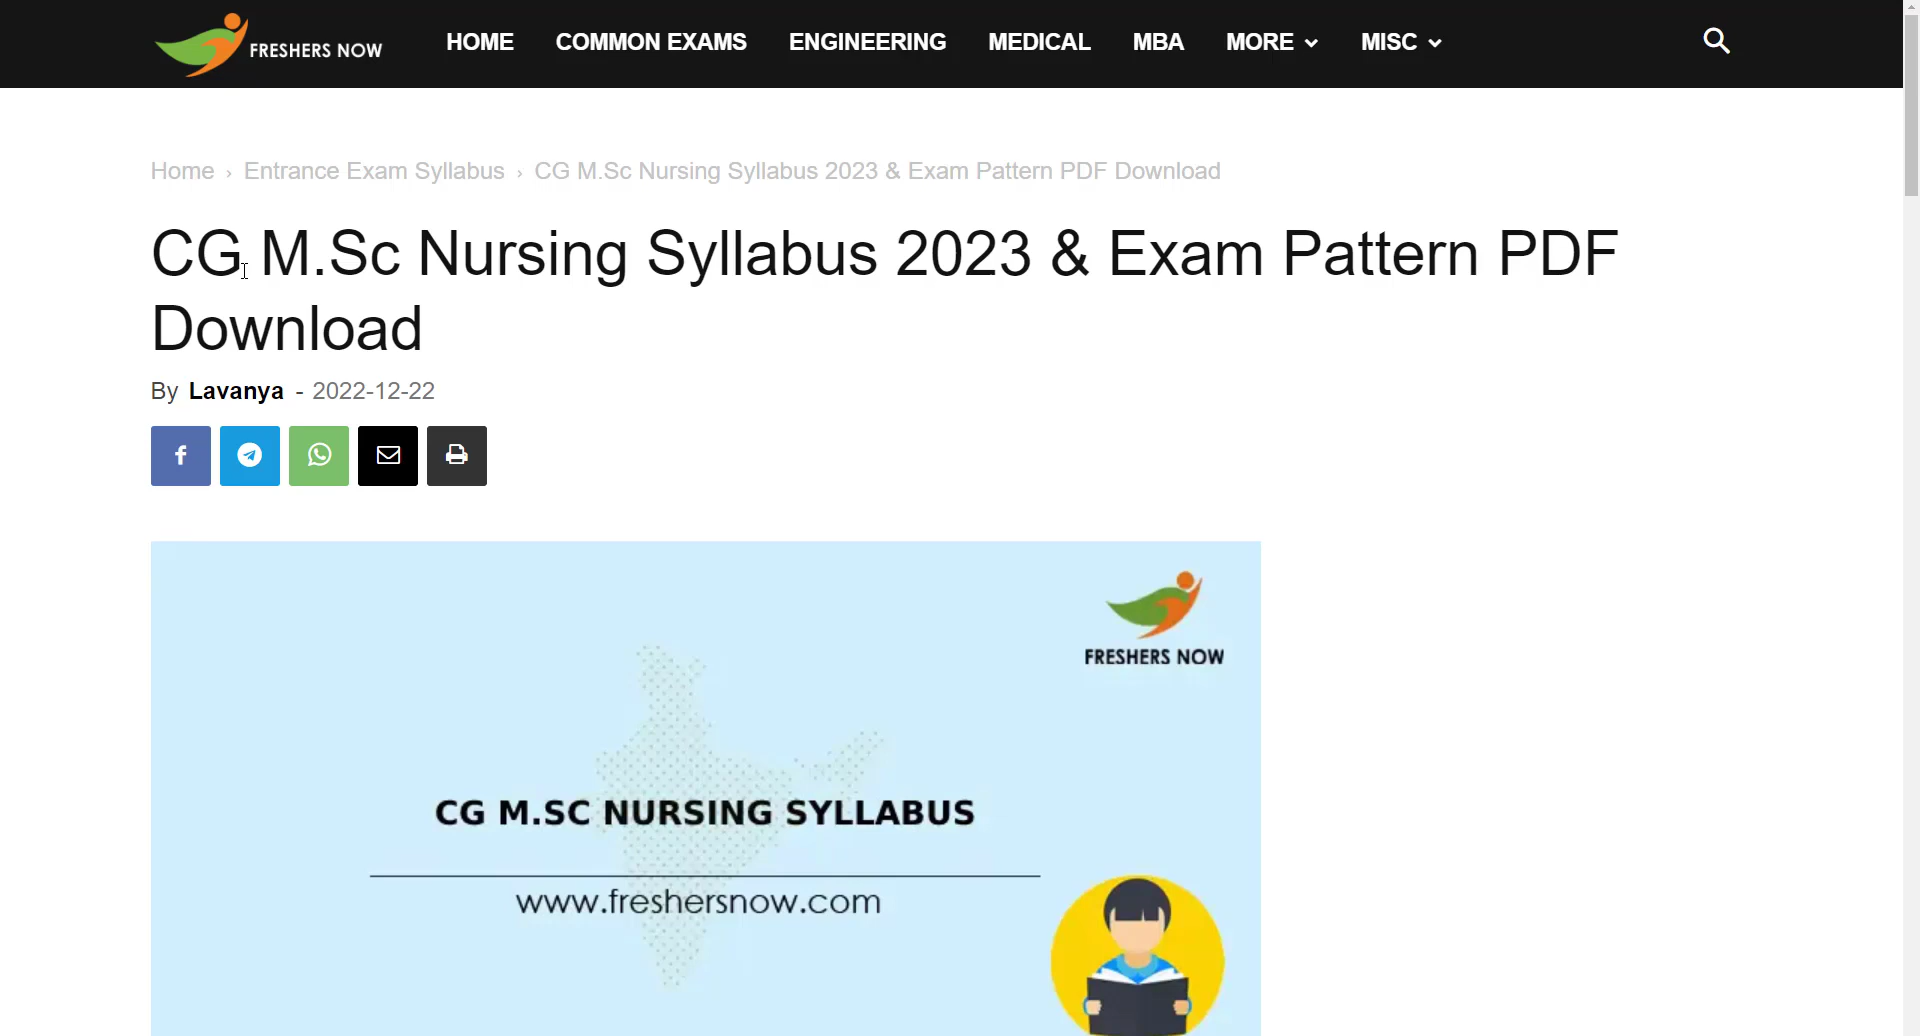 FRESHERS NOW HOME COMMON EXAMS ENGINEERING MEDICAL MBA MORE MISC
Home › Entrance Exam Syllabus › CG M.Sc Nursing Syllabus 2023 & Exam Pattern PDF Download
CG M.Sc Nursing Syllabus 2023 & Exam Pattern PDF
Download
By Lavanya - 2022-12-22
FRESHERS NOW
CG M.SC NURSING SYLLABUS
www.freshersnow.com